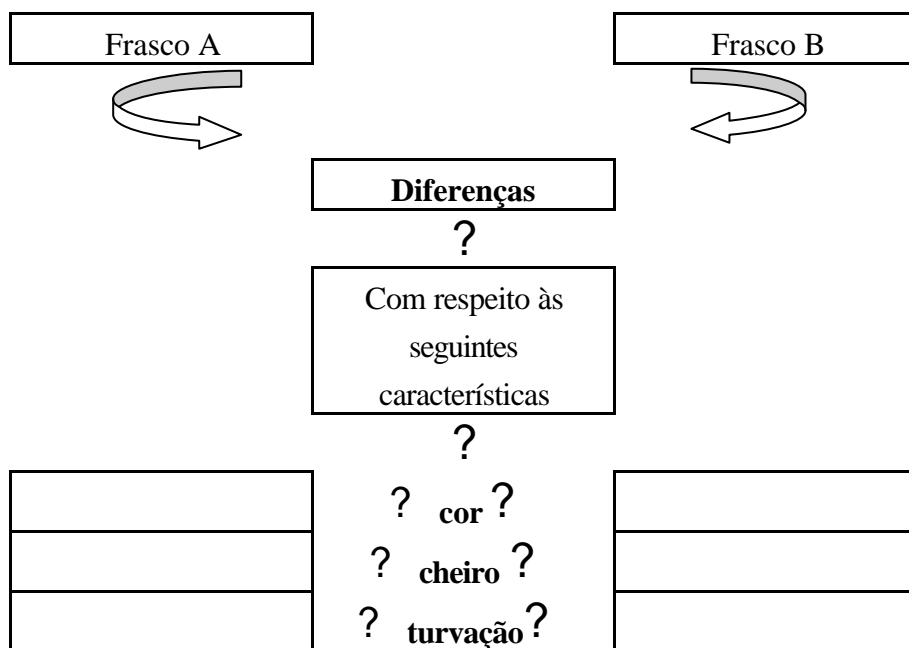 Frasco A
Frasco B
Diferenças
?
Com respeito às
seguintes
características
?
? cor ?
? cheiro ?
? turvação ?